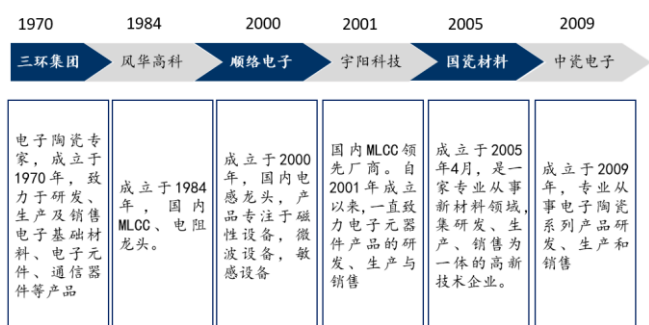 1970
1984
2000
2001
2005
2009
三环集团
风华高科
顺络电子
宇阳科技
国瓷材料
中瓷电子
电子陶瓷专
家，成立于
1970年，致
力于研发、
生产及销售
电子基础材
料、电子元
件、通信器
件等产品
成立于1984
年，国内
MLCC、电阻
龙头。
成立于2000
年，国内电
感龙头，产
品专注于磁
性设备，微
波设备，敏
感设备
国内MLCC领
先厂商。自
2001年成立
以来,一直致
力电子元器
件产品的研
发、生产与
销售
成立于2005
年4月，是一
家专业从事
新材料领域,
集研发、生
产、销售为
一体的高新
技术企业。
成立于2009
年，专业从
事电子陶瓷
系列产品研
发、生产和
销售